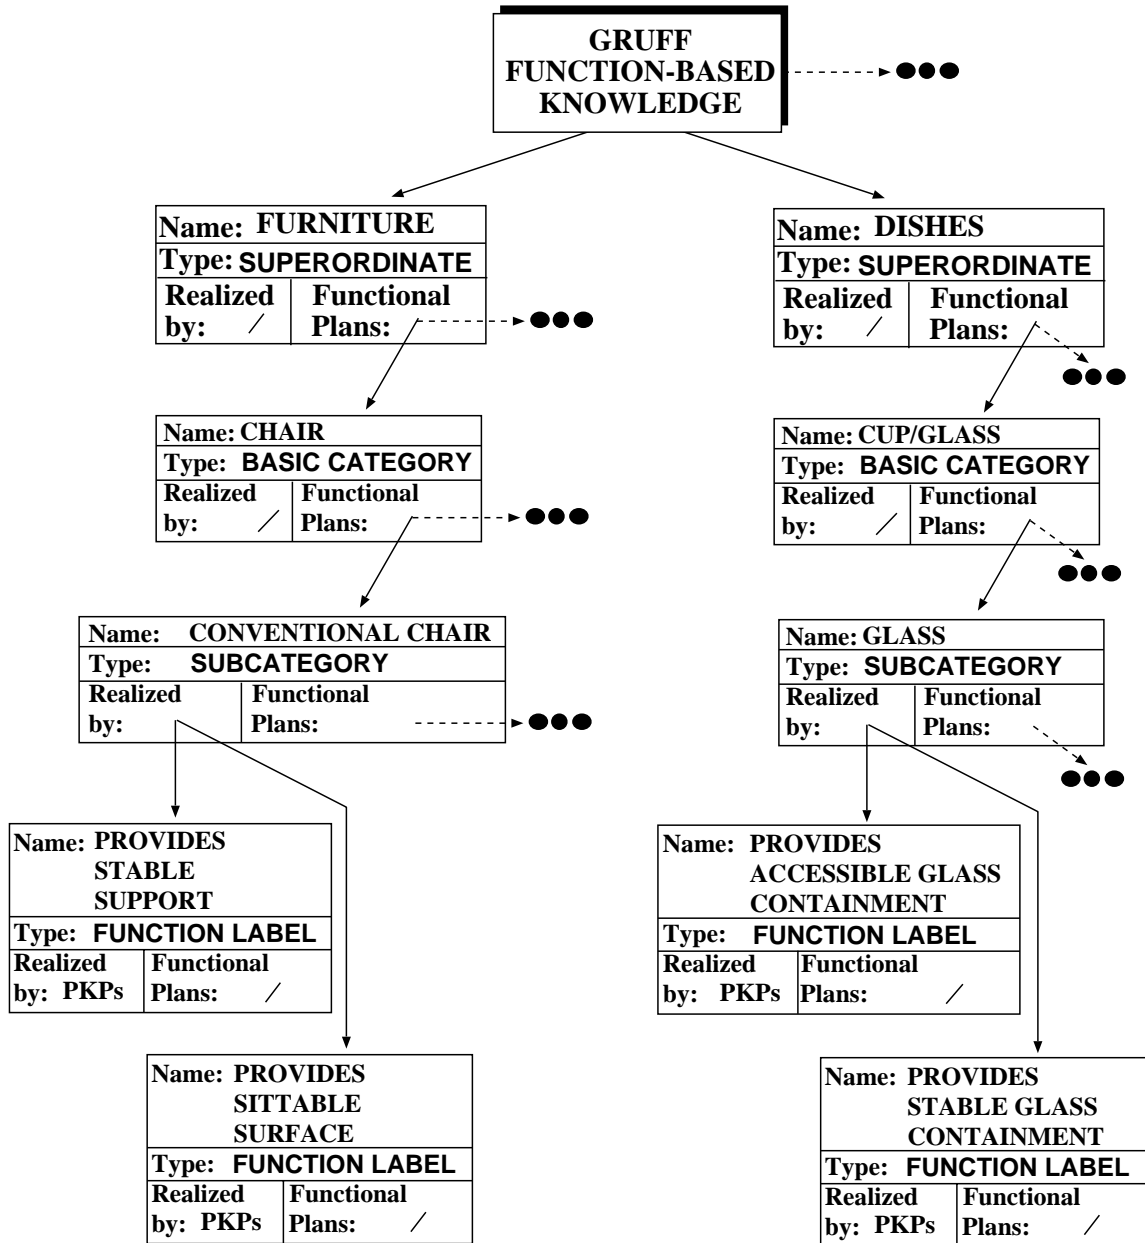 GRUFF
FUNCTION-BASED
KNOWLEDGE
Name: FURNITURE
Type: SUPERORDINATE
Realized by: /
Functional Plans:
Name: DISHES
Type: SUPERORDINATE
Realized by: /
Functional Plans:
Name: CHAIR
Type: BASIC CATEGORY
Realized by: /
Functional Plans:
Name: CUP/GLASS
Type: BASIC CATEGORY
Realized by: /
Functional Plans:
Name: CONVENTIONAL CHAIR
Type: SUBCATEGORY
Realized by:
Functional Plans:
Name: GLASS
Type: SUBCATEGORY
Realized by:
Functional Plans:
Name: PROVIDES
STABLE
SUPPORT
Type: FUNCTION LABEL
Realized by: PKPs
Functional Plans: /
Name: PROVIDES
ACCESSIBLE GLASS
CONTAINMENT
Type: FUNCTION LABEL
Realized by: PKPs
Functional Plans: /
Name: PROVIDES
SITTABLE
SURFACE
Type: FUNCTION LABEL
Realized by: PKPs
Functional Plans: /
Name: PROVIDES
STABLE GLASS
CONTAINMENT
Type: FUNCTION LABEL
Realized by: PKPs
Functional Plans: /